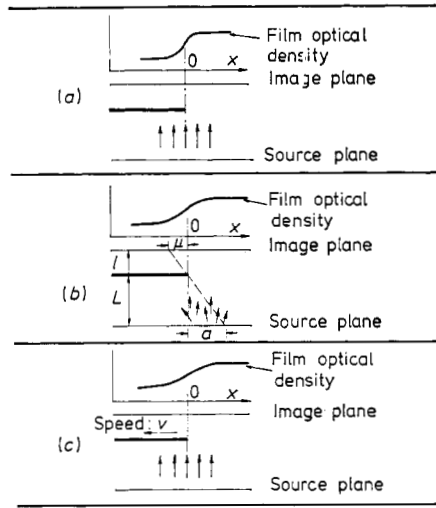 Film optical
density
0
x
Image plane
(a)
Source plane
Film optical
density
0
x
μ
Image plane
l
(b)
L
a
Source plane
Film optical
density
0
x
Image plane
Speed: v
(c)
Source plane